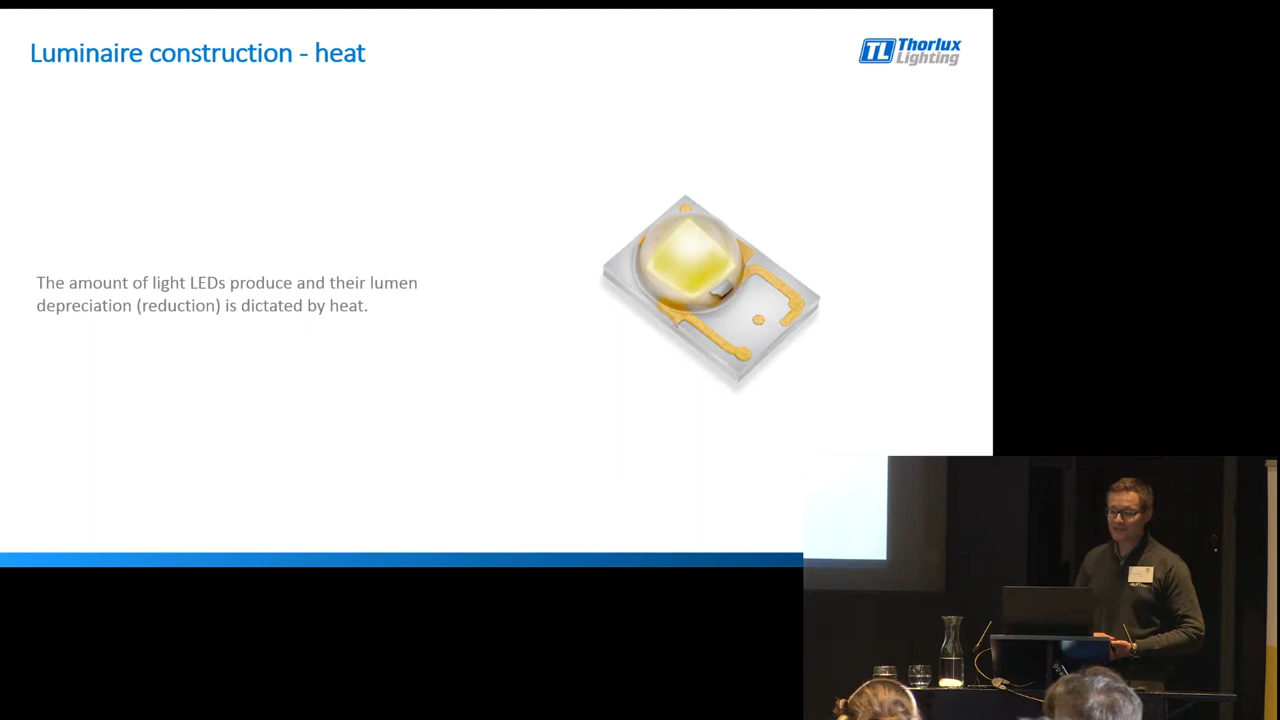 Luminaire construction - heat
TL Thorlux
Lighting
The amount of light LEDs produce and their lumen
depreciation (reduction) is dictated by heat.